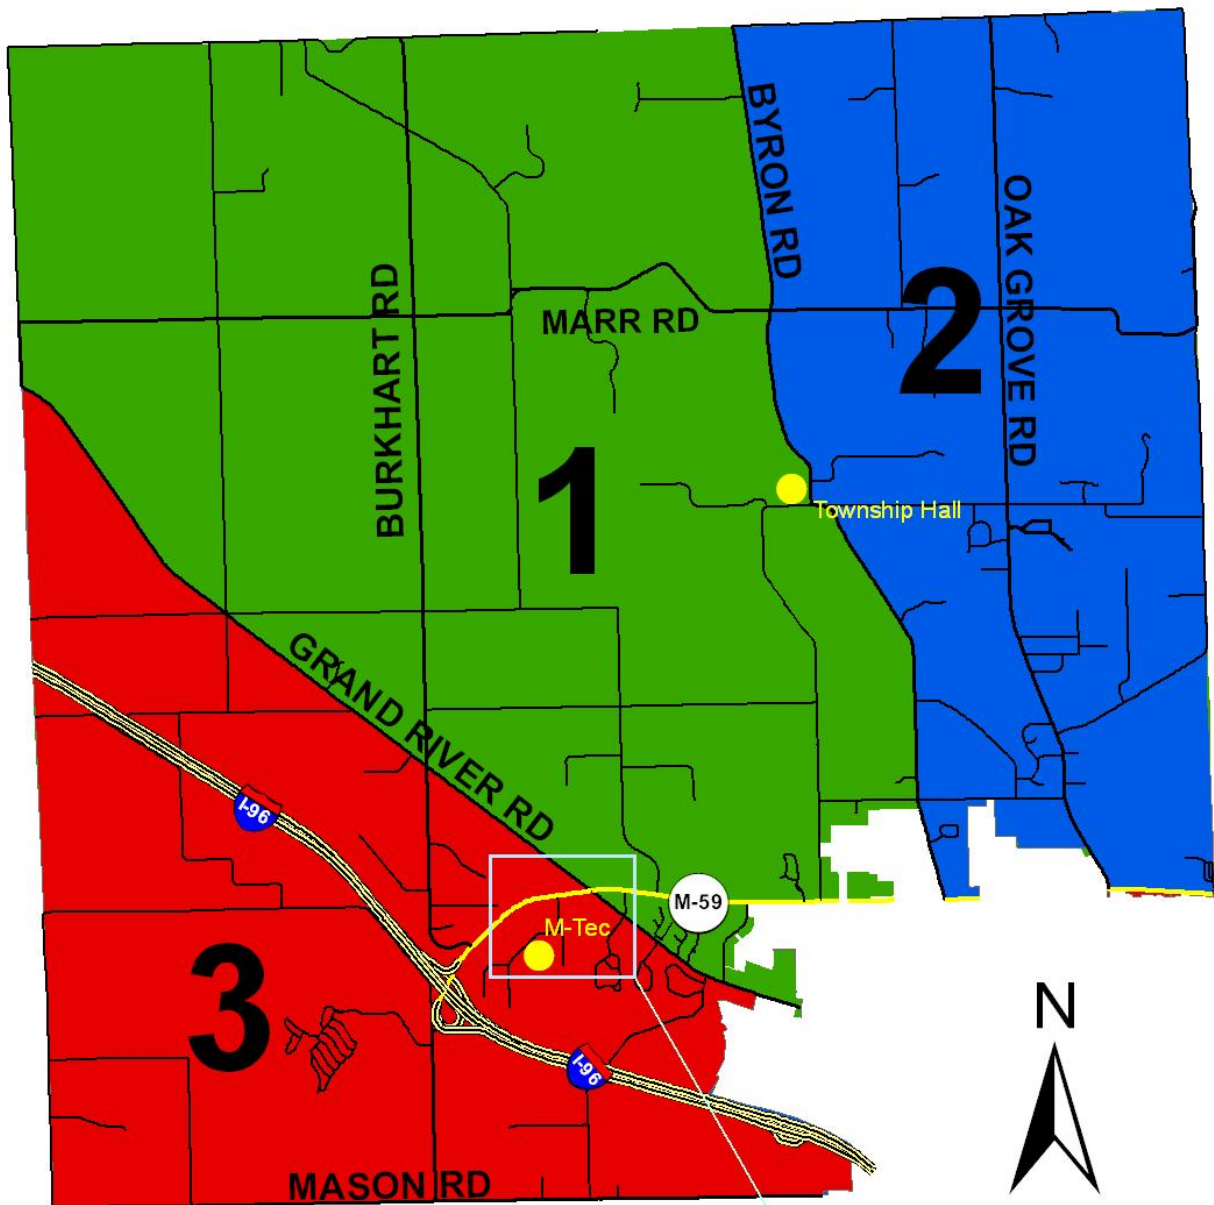 BYRON RD
OAK GROVE RD
2
BURKHART RD
MARR RD
1
Township Hall
GRAND RIVER RD
I-96
M-59
M-Tec
3
N
I-96
MASON RD